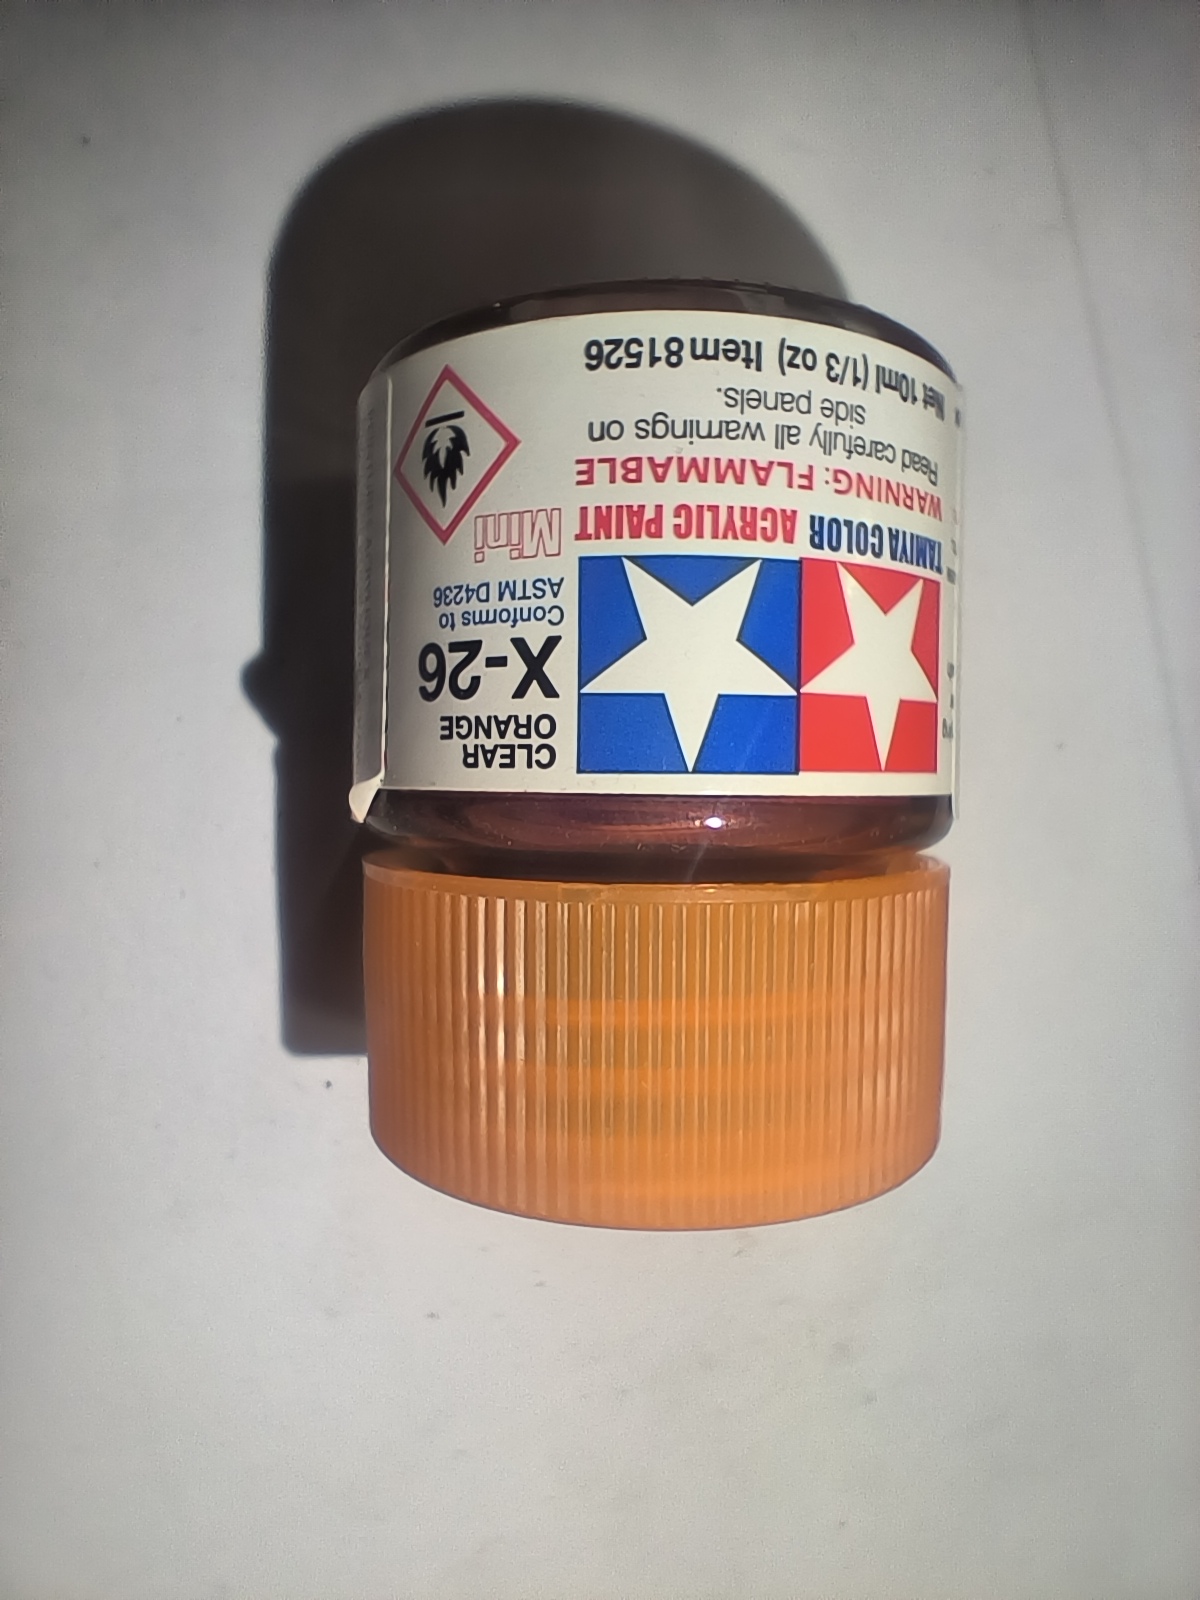 CLEAR
ORANGE
X-26
Conforms to
ASTM D4236
Mini
TAMIYA COLOR ACRYLIC PAINT
WARNING: FLAMMABLE
Read carefully all warnings on
side panels.
Net 10ml (1/3 oz) Item 81526